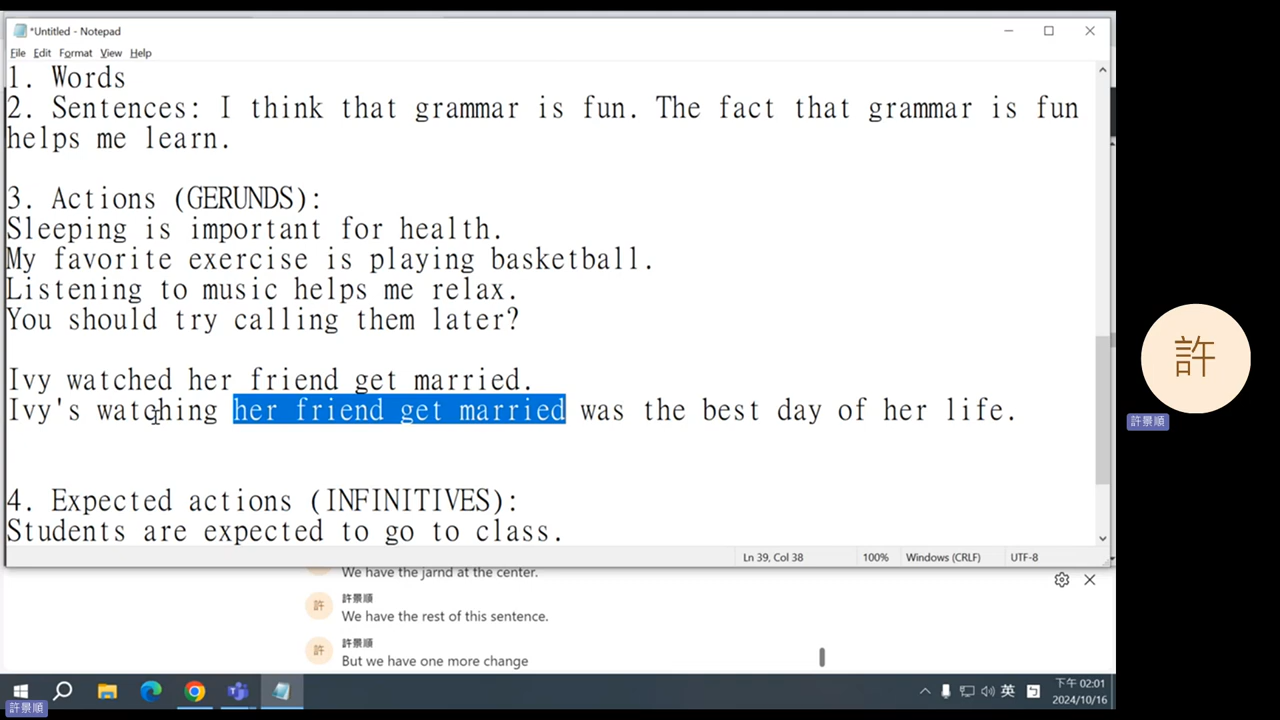 *Untitled - Notepad
File Edit Format View Help
1. Words
2. Sentences: I think that grammar is fun. The fact that grammar is fun
helps me learn.
3. Actions (GERUNDS):
Sleeping is important for health.
My favorite exercise is playing basketball.
Listening to music helps me relax.
You should try calling them later?
Ivy watched her friend get married.
Ivy's watching her friend get married was the best day of her life.
4. Expected actions (INFINITIVES):
Students are expected to go to class.
Ln 39, Col 38 100% Windows (CRLF) UTF-8
We have the jarnd at the center.
許 許景順
We have the rest of this sentence.
許 許景順
But we have one more change
許
許景順
英 下午 02:01
2024/10/16
許景順